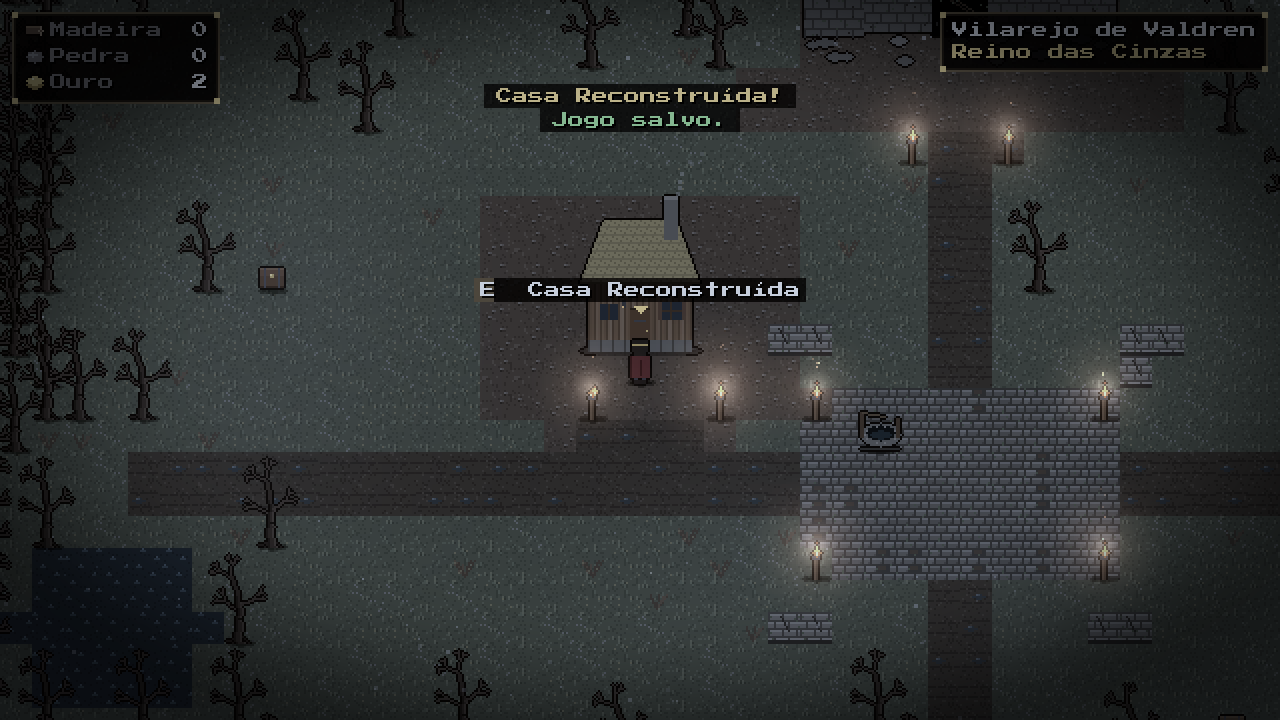 Madeira 0
Pedra 0
Ouro 2
Vilarejo de Valdren
Reino das Cinzas
Casa Reconstruída!
Jogo salvo.
E Casa Reconstruída